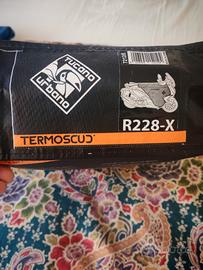 TUCANO
URBANO
TERMOSCUD®
R228-X